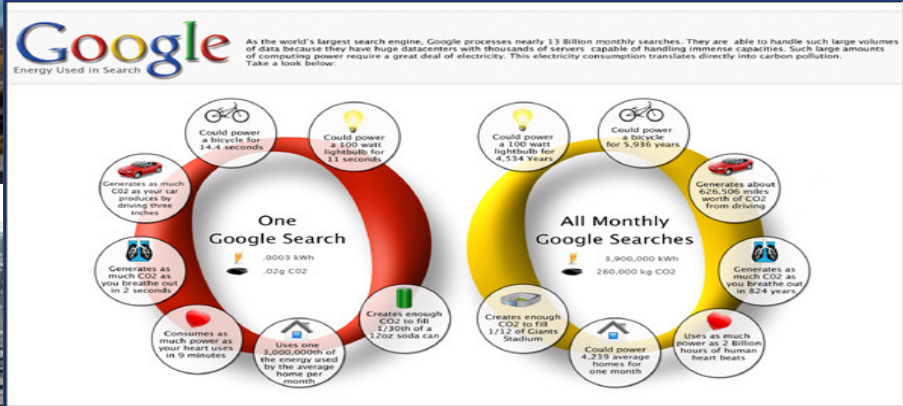 Google
Energy Used in Search
As the world's largest search engine, Google processes nearly 13 Billion monthly searches. They are able to handle such large volumes
of data because they have huge datacenters with thousands of servers capable of handling immense capacities. Such large amounts
of computing power require a great deal of electricity. This electricity consumption translates directly into carbon pollution.
Take a look below:
One
Google Search
.0003 kWh
.02g CO2
Could power
a bicycle for
14.4 seconds
Could power
a 100 watt
lightbulb for
11 seconds
Generates as much
CO2 as your car
produces by
driving three
inches
Generates as
much CO2 as
you breathe out
in 2 seconds
Consumes as
much power as
your heart uses
in 9 minutes
Uses one
3,000,000th of
the energy used
by the average
home per
month
Creates enough
CO2 to fill
1/30th of a
12oz soda can
All Monthly
Google Searches
3,900,000 kWh
260,000 kg CO2
Could power
a 100 watt
lightbulb for
4,534 Years
Could power
a bicycle
for 5,936 years
Generates about
626,506 miles
worth of CO2
from driving
Generates as
much CO2 as
you breathe out
in 824 years
Uses as much
power as 2 Billion
hours of human
heart beats
Could power
4,239 average
homes for
one month
Creates enough
CO2 to fill
1/12 of Giants
Stadium